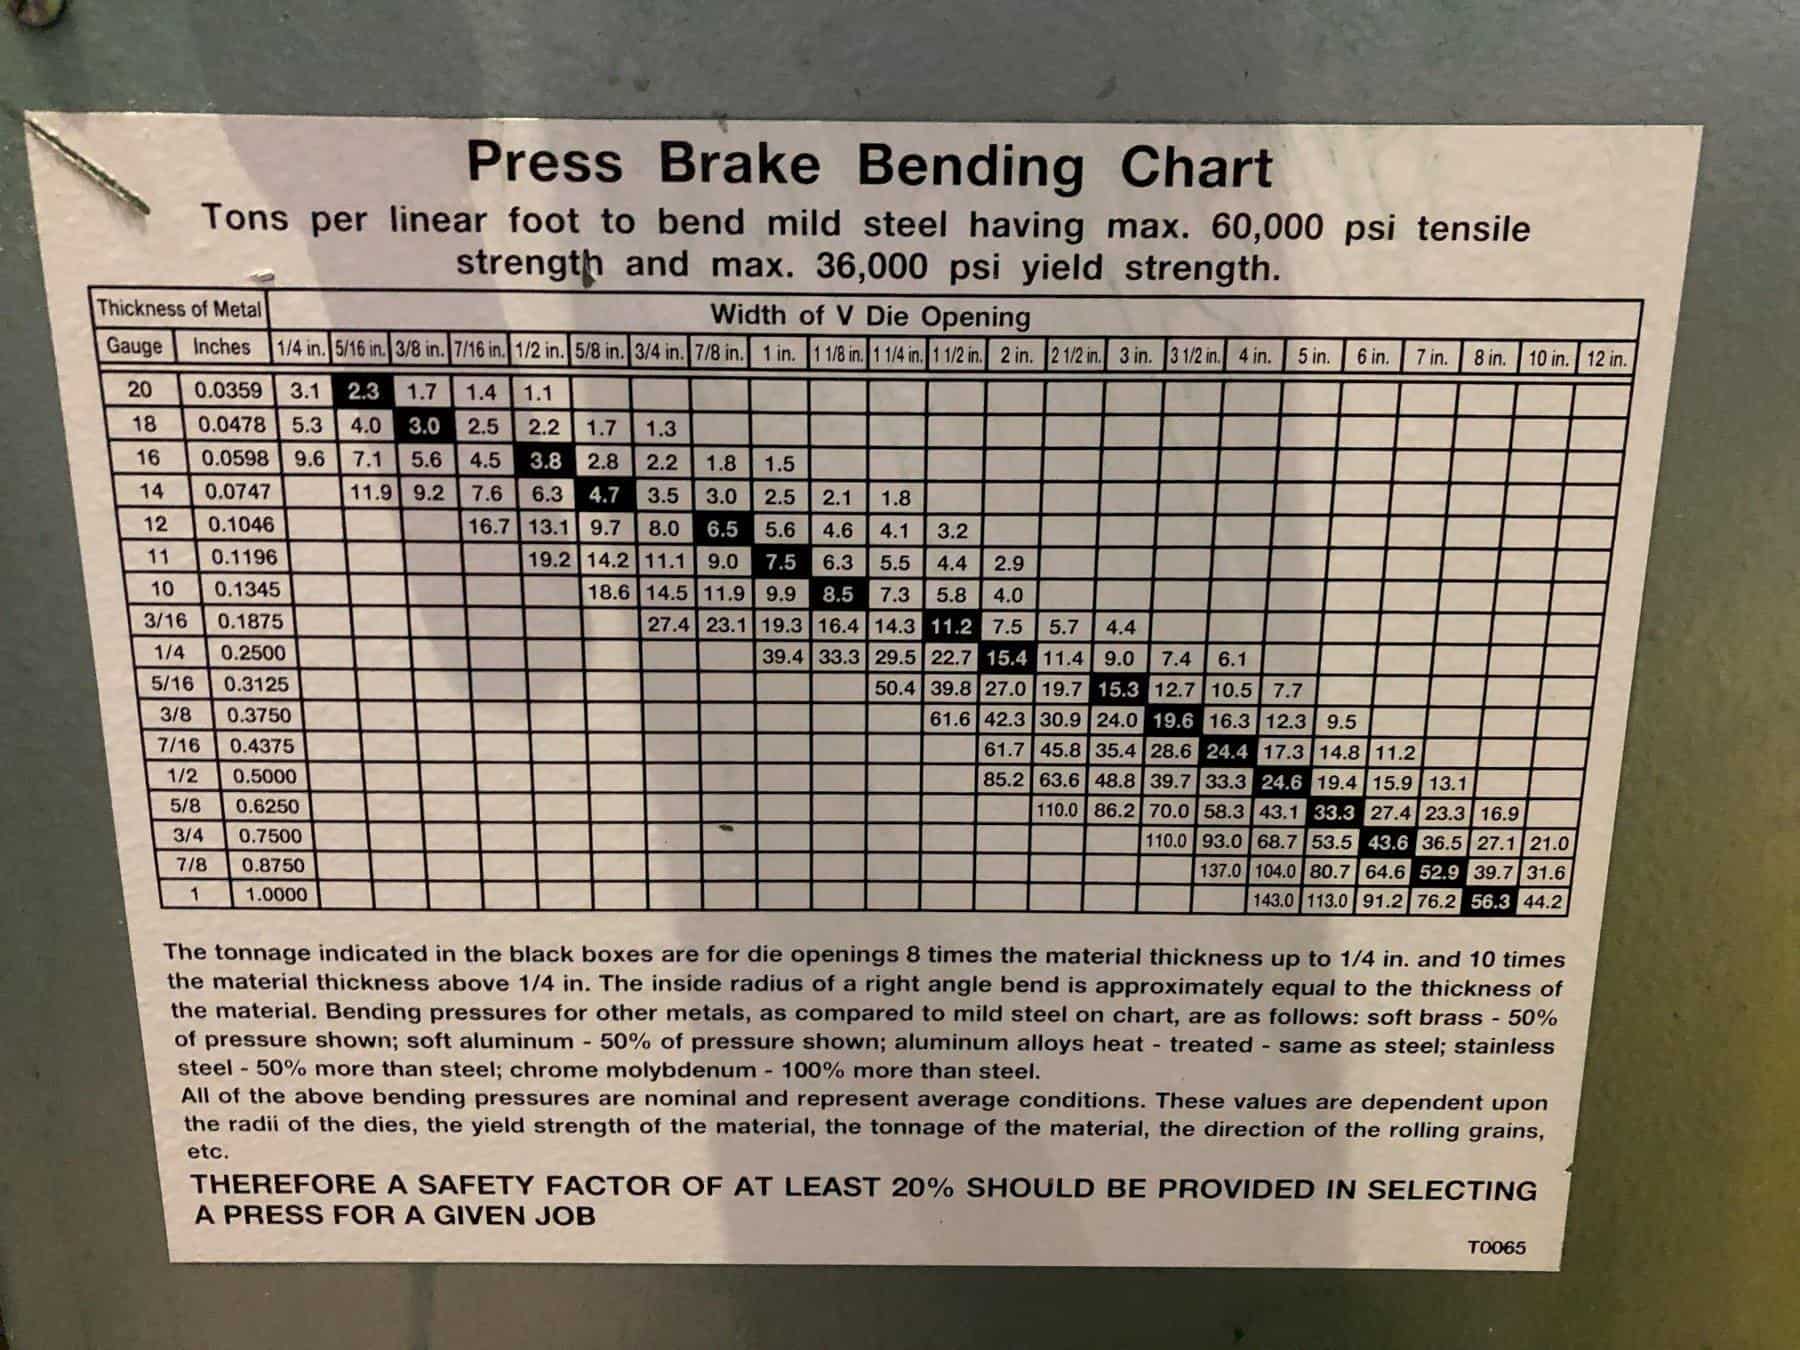 Press Brake Bending Chart
Tons per linear foot to bend mild steel having max. 60,000 psi tensile
strength and max. 36,000 psi yield strength.
Thickness of Metal Width of V Die Opening
Gauge Inches 1/4 in. 5/16 in. 3/8 in. 7/16 in. 1/2 in. 5/8 in. 3/4 in. 7/8 in. 1 in. 1 1/8 in. 1 1/4 in. 1 1/2 in. 2 in. 2 1/2 in. 3 in. 3 1/2 in. 4 in. 5 in. 6 in. 7 in. 8 in. 10 in. 12 in.
20 0.0359 3.1 2.3 1.7 1.4 1.1
18 0.0478 5.3 4.0 3.0 2.5 2.2 1.7 1.3
16 0.0598 9.6 7.1 5.6 4.5 3.8 2.8 2.2 1.8 1.5
14 0.0747 11.9 9.2 7.6 6.3 4.7 3.5 3.0 2.5 2.1 1.8
12 0.1046 16.7 13.1 9.7 8.0 6.5 5.6 4.6 4.1 3.2
11 0.1196 19.2 14.2 11.1 9.0 7.5 6.3 5.5 4.4 2.9
10 0.1345 18.6 14.5 11.9 9.9 8.5 7.3 5.8 4.0
3/16 0.1875 27.4 23.1 19.3 16.4 14.3 11.2 7.5 5.7 4.4
1/4 0.2500 39.4 33.3 29.5 22.7 15.4 11.4 9.0 7.4 6.1
5/16 0.3125 50.4 39.8 27.0 19.7 15.3 12.7 10.5 7.7
3/8 0.3750 61.6 42.3 30.9 24.0 19.6 16.3 12.3 9.5
7/16 0.4375 61.7 45.8 35.4 28.6 24.4 17.3 14.8 11.2
1/2 0.5000 85.2 63.6 48.8 39.7 33.3 24.6 19.4 15.9 13.1
5/8 0.6250 110.0 86.2 70.0 58.3 43.1 33.3 27.4 23.3 16.9
3/4 0.7500 110.0 93.0 68.7 53.5 43.6 36.5 27.1 21.0
7/8 0.8750 137.0 104.0 80.7 64.6 52.9 39.7 31.6
1 1.0000 143.0 113.0 91.2 76.2 56.3 44.2
The tonnage indicated in the black boxes are for die openings 8 times the material thickness up to 1/4 in. and 10 times
the material thickness above 1/4 in. The inside radius of a right angle bend is approximately equal to the thickness of
the material. Bending pressures for other metals, as compared to mild steel on chart, are as follows: soft brass - 50%
of pressure shown; soft aluminum - 50% of pressure shown; aluminum alloys heat - treated - same as steel; stainless
steel - 50% more than steel; chrome molybdenum - 100% more than steel.
All of the above bending pressures are nominal and represent average conditions. These values are dependent upon
the radii of the dies, the yield strength of the material, the tonnage of the material, the direction of the rolling grains,
etc.
THEREFORE A SAFETY FACTOR OF AT LEAST 20% SHOULD BE PROVIDED IN SELECTING
A PRESS FOR A GIVEN JOB
T0065